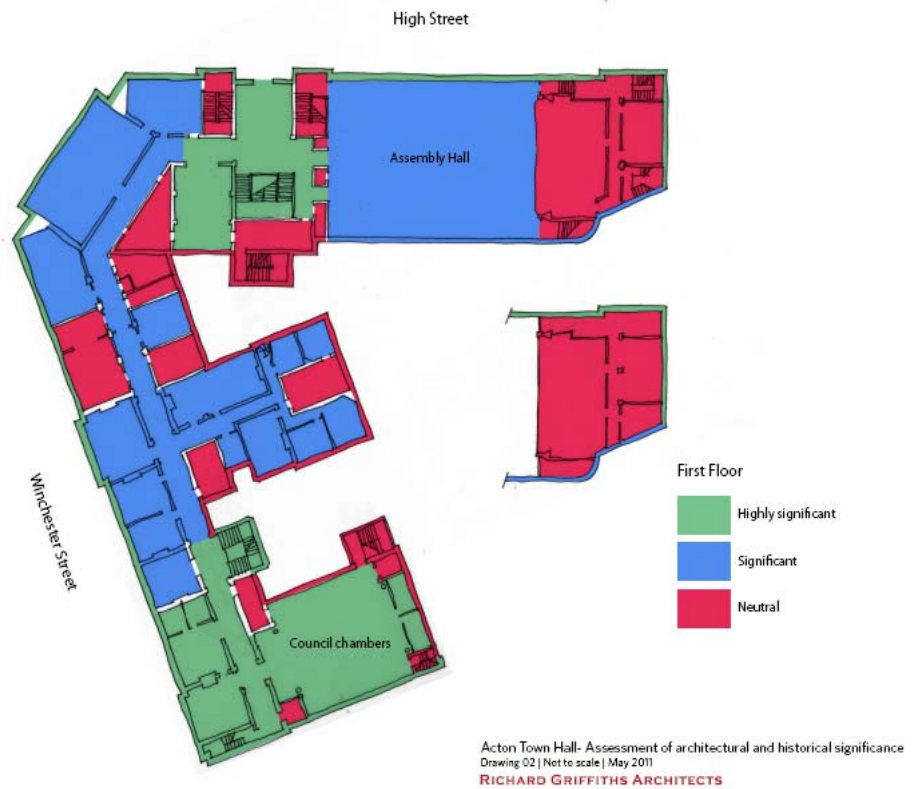 High Street
Assembly Hall
Winchester Street
Council chambers
First Floor
Highly significant
Significant
Neutral
Acton Town Hall- Assessment of architectural and historical significance
Drawing 02 | Not to scale | May 2011
RICHARD GRIFFITHS ARCHITECTS